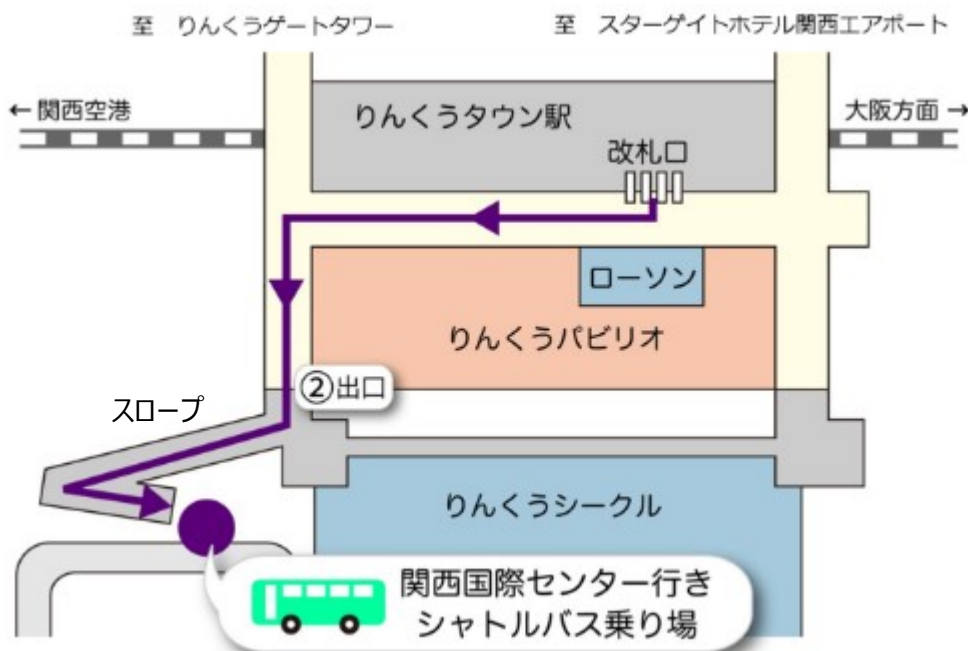 至　りんくうゲートタワー
至　スターゲイトホテル関西エアポート
←関西空港
大阪方面→
りんくうタウン駅
改札口
ローソン
りんくうパビリオ
②出口
スロープ
りんくうシークル
関西国際センター行き
シャトルバス乗り場